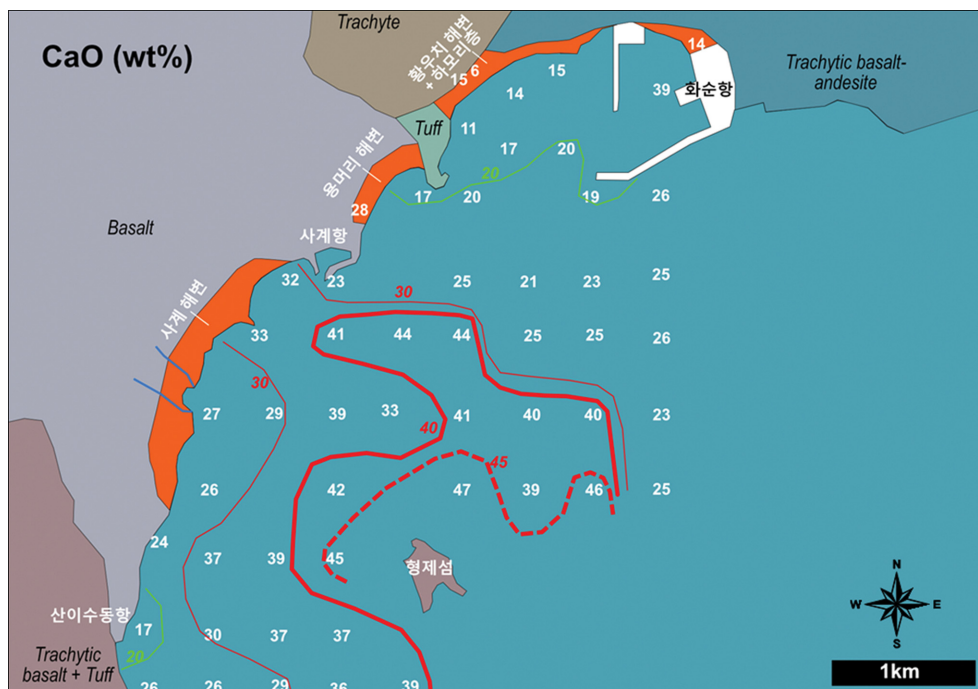 CaO (wt%)
Trachyte
황우치 해변
+ 하모리층
Trachytic basalt-
andesite
14
6
15
15
14
39
화순항
Tuff
11
17
20
20
용머리 해변
17
20
19
26
28
Basalt
사계항
32
23
25
21
23
25
30
사계 해변
33
41
44
44
25
25
26
30
27
29
39
33
41
40
40
23
40
45
26
42
47
39
46
25
24
37
39
45
형제섬
N
W
E
S
산이수동항
17
30
37
37
20
Trachytic
basalt + Tuff
26
26
29
36
39
1km